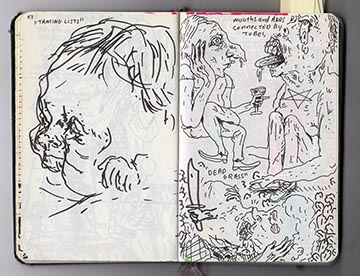 "TAMING LISTS"
MOUTHS AND ARMS
CONNECTED BY
TUBES
"DEAD
GRASS"